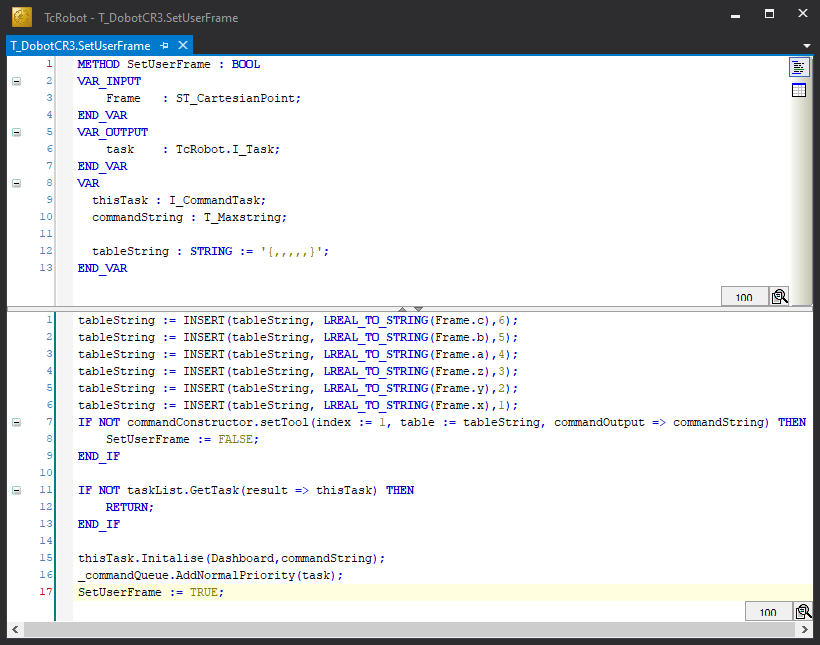 TcRobot - T_DobotCR3.SetUserFrame
T_DobotCR3.SetUserFrame
1 METHOD SetUserFrame : BOOL
2 VAR_INPUT
3 Frame : ST_CartesianPoint;
4 END_VAR
5 VAR_OUTPUT
6 task : TcRobot.I_Task;
7 END_VAR
8 VAR
9 thisTask : I_CommandTask;
10 commandString : T_Maxstring;
11
12 tableString : STRING := '{,,,,,}';
13 END_VAR
100
1 tableString := INSERT(tableString, LREAL_TO_STRING(Frame.c),6);
2 tableString := INSERT(tableString, LREAL_TO_STRING(Frame.b),5);
3 tableString := INSERT(tableString, LREAL_TO_STRING(Frame.a),4);
4 tableString := INSERT(tableString, LREAL_TO_STRING(Frame.z),3);
5 tableString := INSERT(tableString, LREAL_TO_STRING(Frame.y),2);
6 tableString := INSERT(tableString, LREAL_TO_STRING(Frame.x),1);
7 IF NOT commandConstructor.setTool(index := 1, table := tableString, commandOutput => commandString) THEN
8 SetUserFrame := FALSE;
9 END_IF
10
11 IF NOT taskList.GetTask(result => thisTask) THEN
12 RETURN;
13 END_IF
14
15 thisTask.Initalise(Dashboard,commandString);
16 _commandQueue.AddNormalPriority(task);
17 SetUserFrame := TRUE;
100